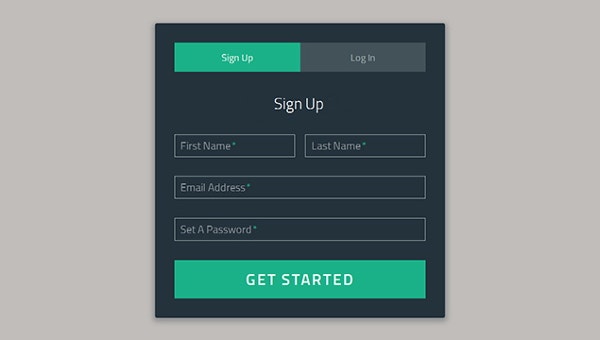 Sign Up Log In
Sign Up
First Name* Last Name*
Email Address*
Set A Password*
GET STARTED